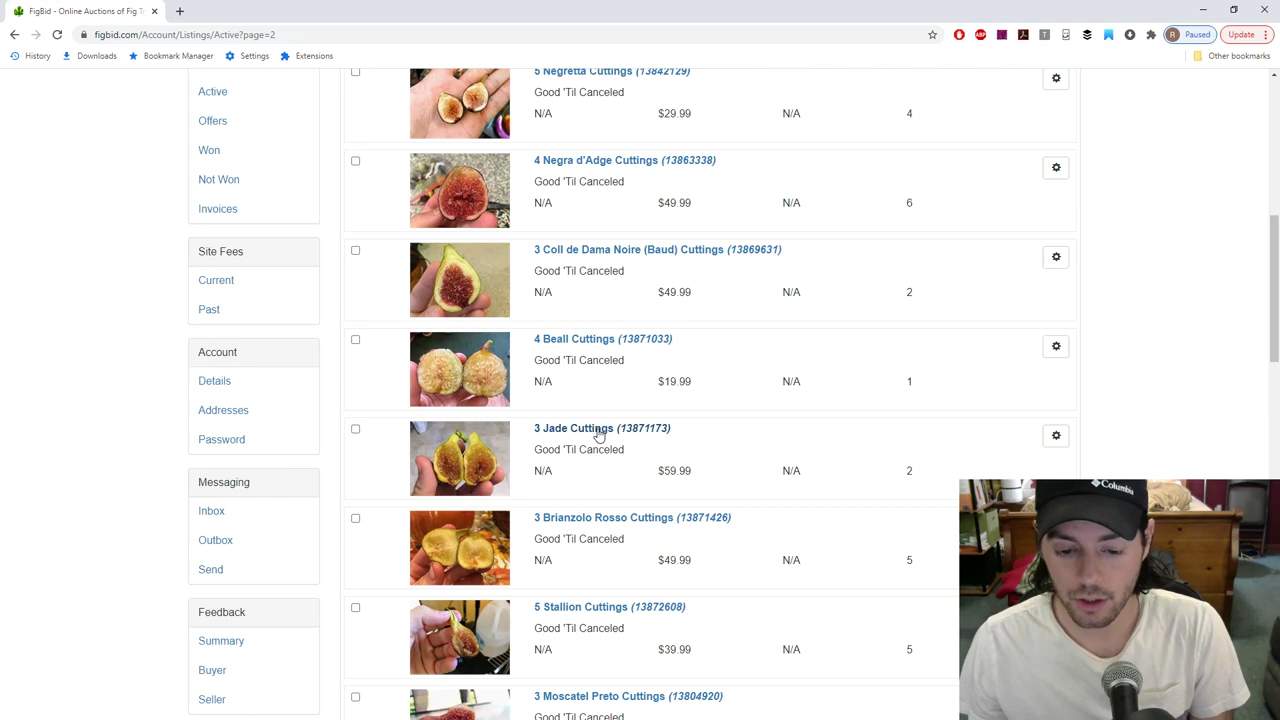 FigBid - Online Auctions of Fig Tr
figbid.com/Account/Listings/Active?page=2
R Paused
Update
History Downloads Bookmark Manager Settings Extensions Other bookmarks
Active
Offers
Won
Not Won
Invoices
Site Fees
Current
Past
Account
Details
Addresses
Password
Messaging
Inbox
Outbox
Send
Feedback
Summary
Buyer
Seller
5 Negretta Cuttings (13842129)
Good 'Til Canceled
N/A $29.99 N/A 4
4 Negra d'Adge Cuttings (13863338)
Good 'Til Canceled
N/A $49.99 N/A 6
3 Coll de Dama Noire (Baud) Cuttings (13869631)
Good 'Til Canceled
N/A $49.99 N/A 2
4 Beall Cuttings (13871033)
Good 'Til Canceled
N/A $19.99 N/A 1
3 Jade Cuttings (13871173)
Good 'Til Canceled
N/A $59.99 N/A 2
3 Brianzolo Rosso Cuttings (13871426)
Good 'Til Canceled
N/A $49.99 N/A 5
5 Stallion Cuttings (13872608)
Good 'Til Canceled
N/A $39.99 N/A 5
3 Moscatel Preto Cuttings (13804920)
Good 'Til Canceled
Columbia